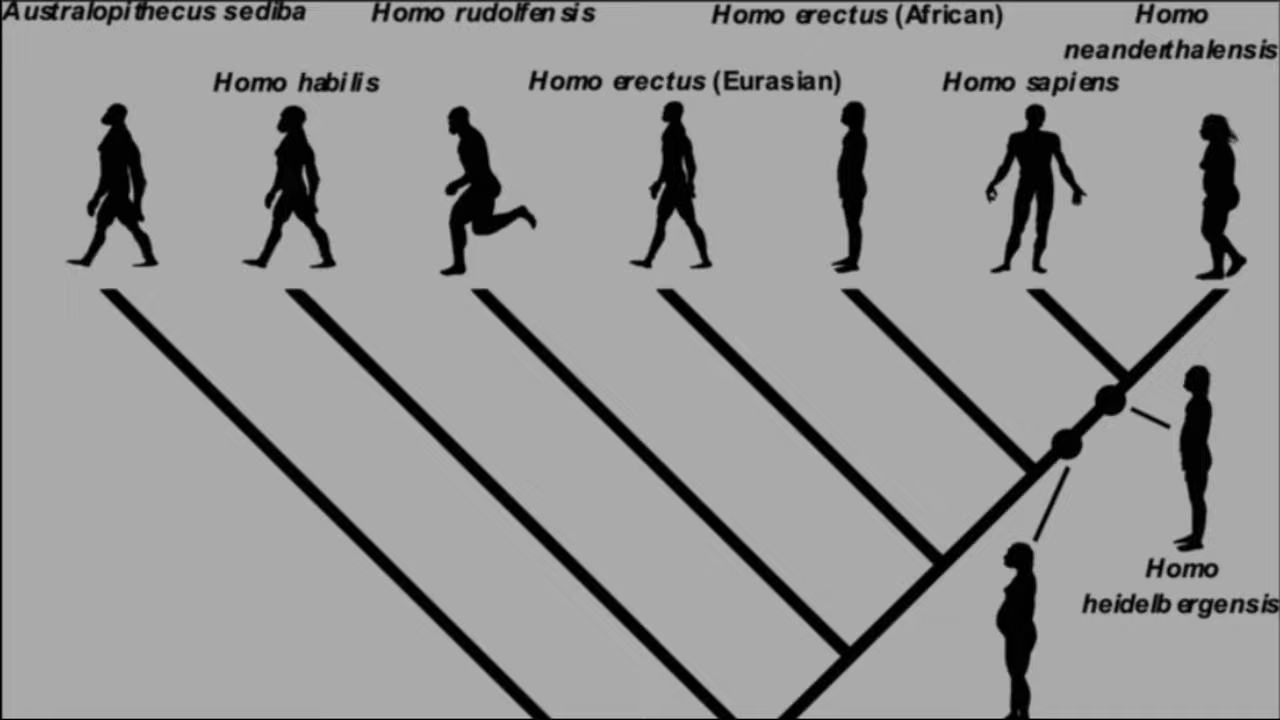 Australopithecus sediba
Homo rudolfensis
Homo erectus (African)
Homo
neanderthalensis
Homo habilis
Homo erectus (Eurasian)
Homo sapiens
Homo
heidelbergensis